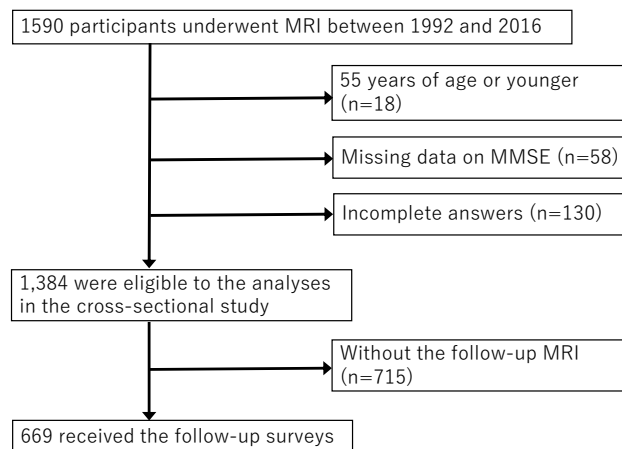 1590 participants underwent MRI between 1992 and 2016
55 years of age or younger
(n=18)
Missing data on MMSE (n=58)
Incomplete answers (n=130)
1,384 were eligible to the analyses
in the cross-sectional study
Without the follow-up MRI
(n=715)
669 received the follow-up surveys